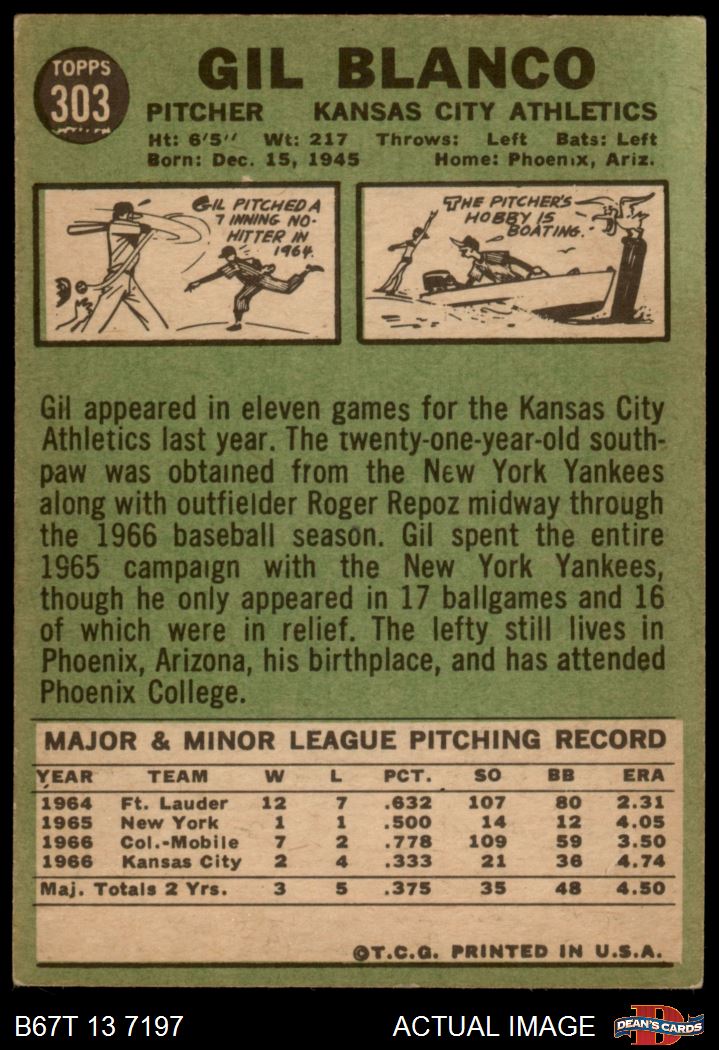 TOPPS
303
GIL BLANCO
PITCHER KANSAS CITY ATHLETICS
Ht: 6'5" Wt: 217 Throws: Left Bats: Left
Born: Dec. 15, 1945 Home: Phoenix, Ariz.
GIL PITCHED A
7 INNING NO-
HITTER IN
1964.
THE PITCHER'S
HOBBY IS
BOATING.
Gil appeared in eleven games for the Kansas City
Athletics last year. The twenty-one-year-old south-
paw was obtained from the New York Yankees
along with outfielder Roger Repoz midway through
the 1966 baseball season. Gil spent the entire
1965 campaign with the New York Yankees,
though he only appeared in 17 ballgames and 16
of which were in relief. The lefty still lives in
Phoenix, Arizona, his birthplace, and has attended
Phoenix College.
MAJOR & MINOR LEAGUE PITCHING RECORD
YEAR TEAM W L PCT. SO BB ERA
1964 Ft. Lauder 12 7 .632 107 80 2.31
1965 New York 1 1 .500 14 12 4.05
1966 Col.-Mobile 7 2 .778 109 59 3.50
1966 Kansas City 2 4 .333 21 36 4.74
Maj. Totals 2 Yrs. 3 5 .375 35 48 4.50
©T.C.G. PRINTED IN U.S.A.
B67T 13 7197 ACTUAL IMAGE
D
DEAN'S CARDS